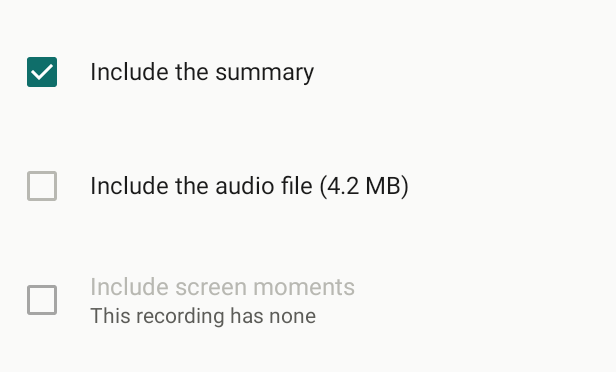 Include the summary
Include the audio file (4.2 MB)
Include screen moments
This recording has none